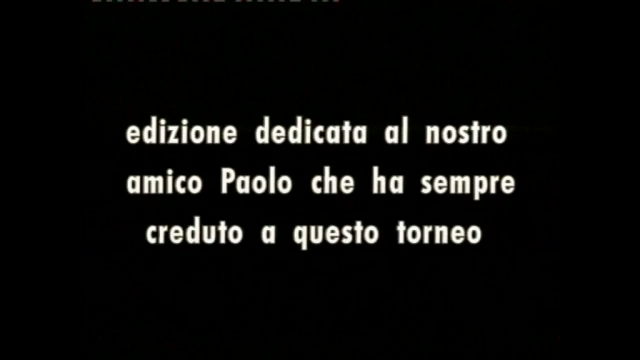 edizione dedicata al nostro
amico Paolo che ha sempre
creduto a questo torneo